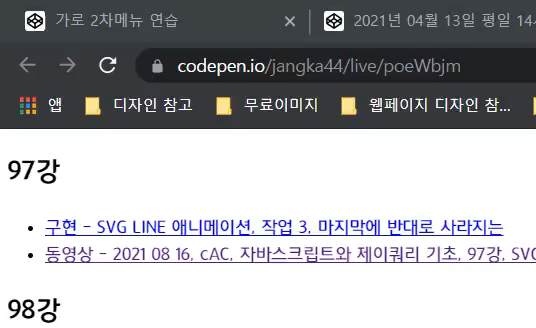 가로 2차메뉴 연습
2021년 04월 13일 평일 14
codepen.io/jangka44/live/poeWbjm
앱 디자인 참고 무료이미지 웹페이지 디자인 참...
97강
구현 - SVG LINE 애니메이션, 작업 3, 마지막에 반대로 사라지는
동영상 - 2021 08 16, cAC, 자바스크립트와 제이쿼리 기초, 97강, SV
98강